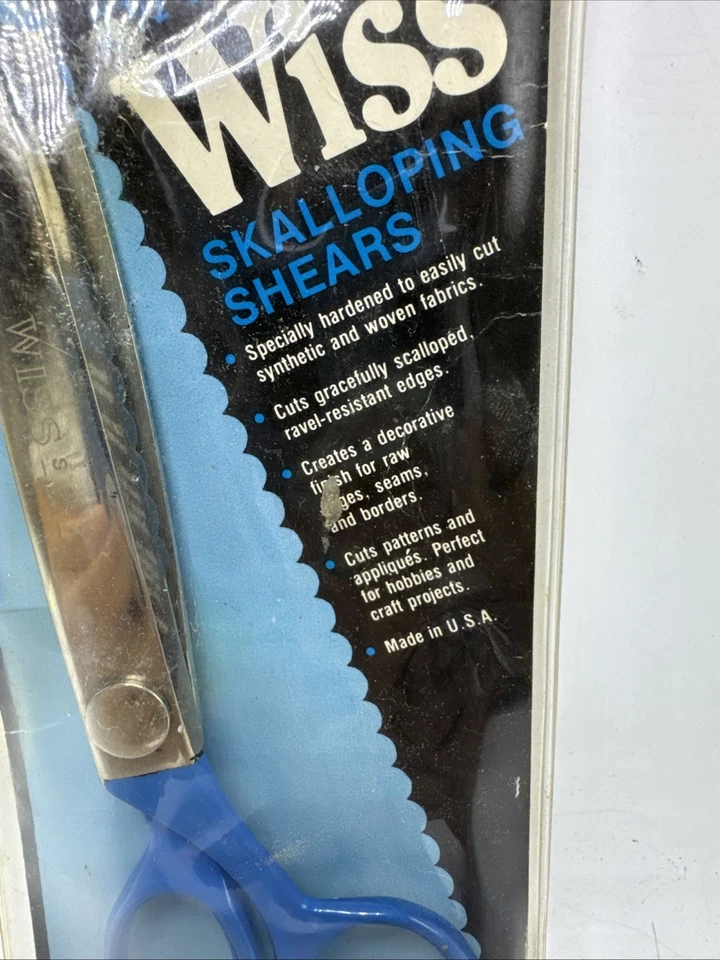 Wiss
SKALLOPING
SHEARS
• Specially hardened to easily cut
synthetic and woven fabrics.
• Cuts gracefully scalloped,
ravel-resistant edges.
• Creates a decorative
for raw
seams,
and borders.
• Cuts patterns and
appliqués. Perfect
for hobbies and
craft projects.
• Made in U.S.A.
WISS